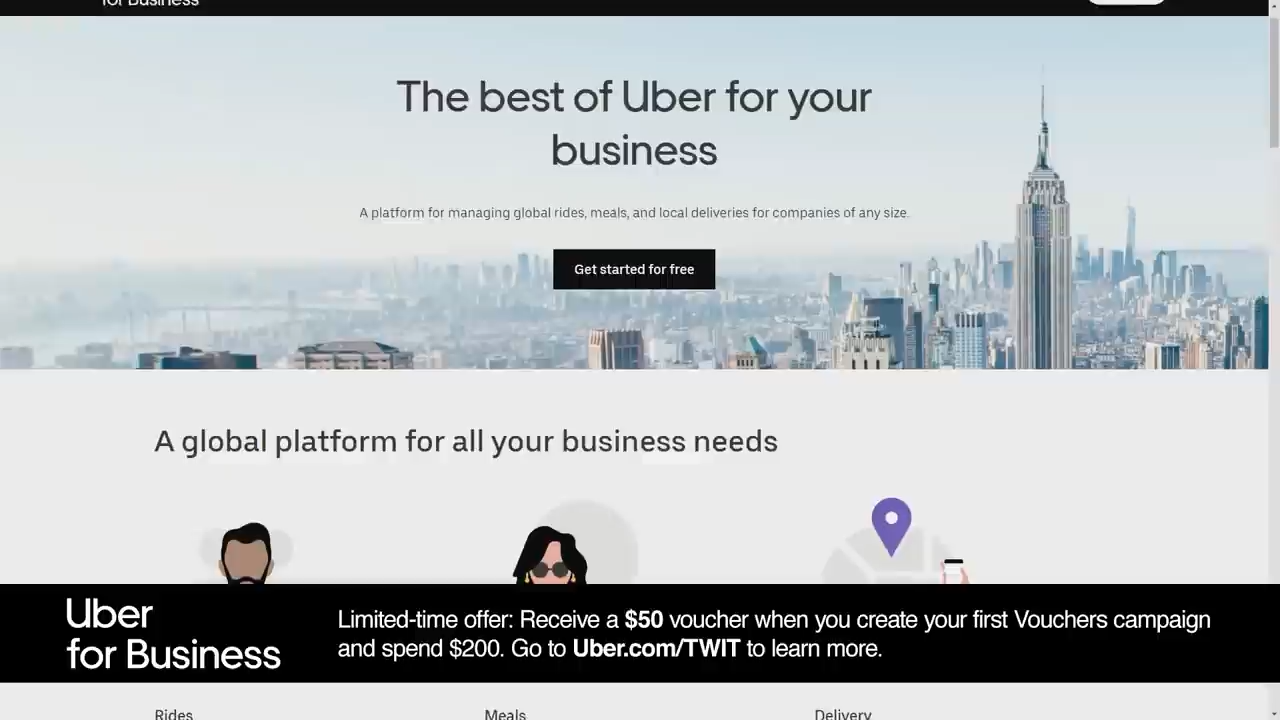 for Business
The best of Uber for your
business
A platform for managing global rides, meals, and local deliveries for companies of any size.
Get started for free
A global platform for all your business needs
Uber
for Business
Limited-time offer: Receive a $50 voucher when you create your first Vouchers campaign
and spend $200. Go to Uber.com/TWIT to learn more.
Rides
Meals
Delivery